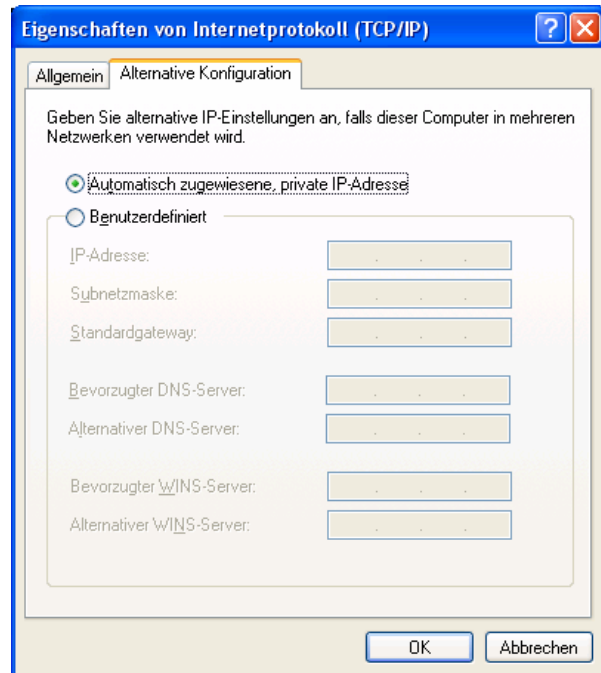 Eigenschaften von Internetprotokoll (TCP/IP)
Allgemein
Alternative Konfiguration
Geben Sie alternative IP-Einstellungen an, falls dieser Computer in mehreren
Netzwerken verwendet wird.
Automatisch zugewiesene, private IP-Adresse
Benutzerdefiniert
IP-Adresse:
Subnetzmaske:
Standardgateway:
Bevorzugter DNS-Server:
Alternativer DNS-Server:
Bevorzugter WINS-Server:
Alternativer WINS-Server:
OK
Abbrechen